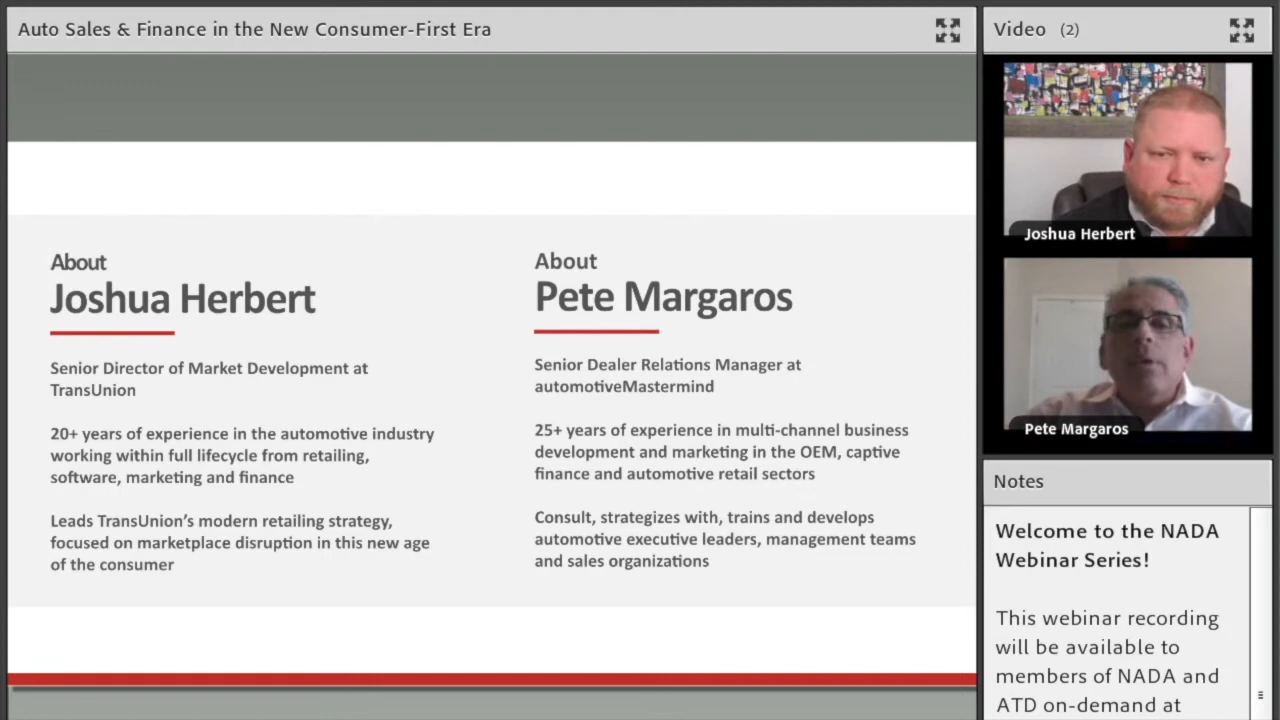 Auto Sales & Finance in the New Consumer-First Era
About
Joshua Herbert
Senior Director of Market Development at
TransUnion
20+ years of experience in the automotive industry
working within full lifecycle from retailing,
software, marketing and finance
Leads TransUnion's modern retailing strategy,
focused on marketplace disruption in this new age
of the consumer
About
Pete Margaros
Senior Dealer Relations Manager at
automotiveMastermind
25+ years of experience in multi-channel business
development and marketing in the OEM, captive
finance and automotive retail sectors
Consult, strategizes with, trains and develops
automotive executive leaders, management teams
and sales organizations
Video (2)
Joshua Herbert
Pete Margaros
Notes
Welcome to the NADA
Webinar Series!
This webinar recording
will be available to
members of NADA and
ATD on-demand at